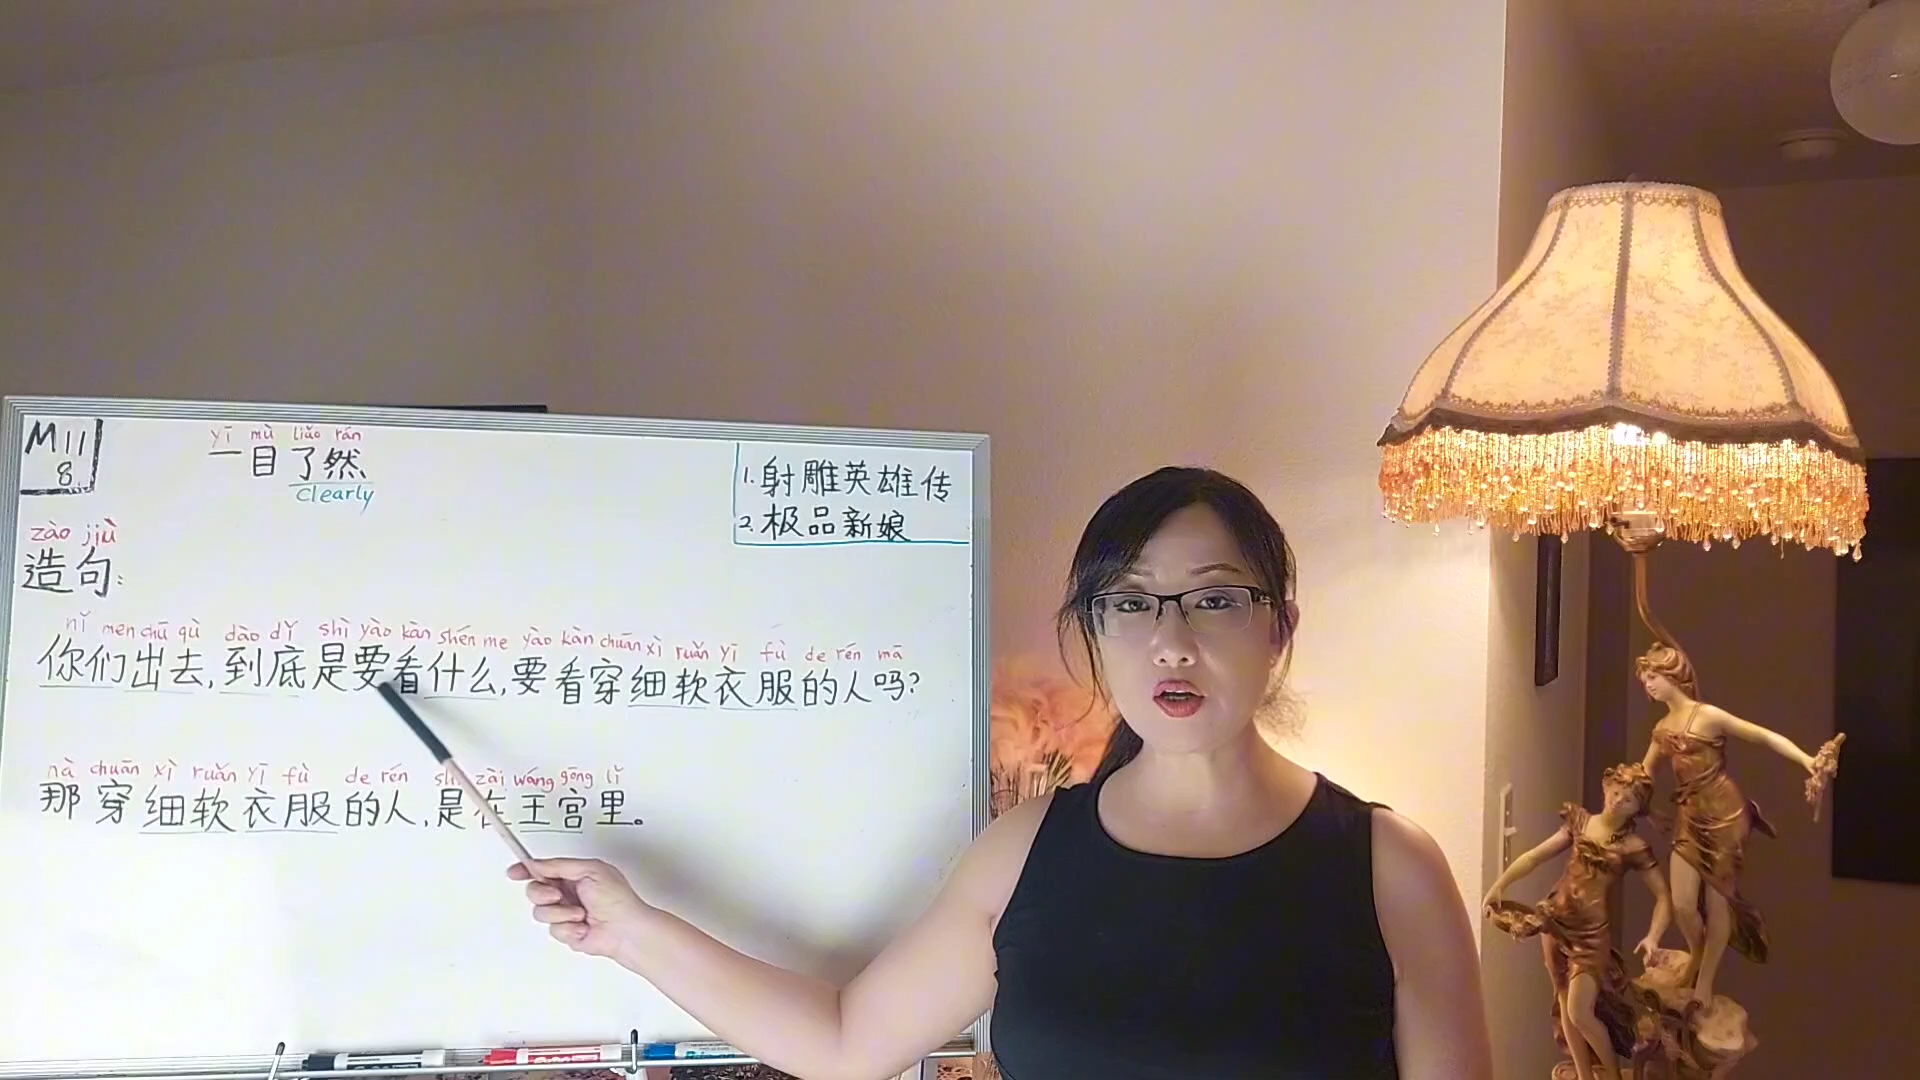 M11
8
yī mù liǎo rán
一目了然
clearly
1. 射雕英雄传
2. 极品新娘
zào jiù
造句:
nǐ men chū qù dào dǐ shì yào kàn shén me yào kàn chuān xì ruǎn yī fù de rén mā
你们出去,到底是要看什么,要看穿细软衣服的人吗?
nà chuān xì ruǎn yī fù de rén zài wáng gōng lǐ
那穿细软衣服的人,是在王宫里。